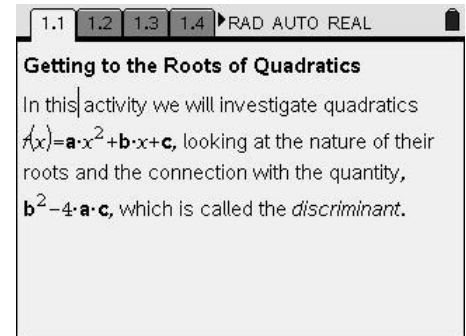 1.1 1.2 1.3 1.4 RAD AUTO REAL
Getting to the Roots of Quadratics
In this activity we will investigate quadratics
f(x)=a·x²+b·x+c, looking at the nature of their
roots and the connection with the quantity,
b²−4·a·c, which is called the discriminant.